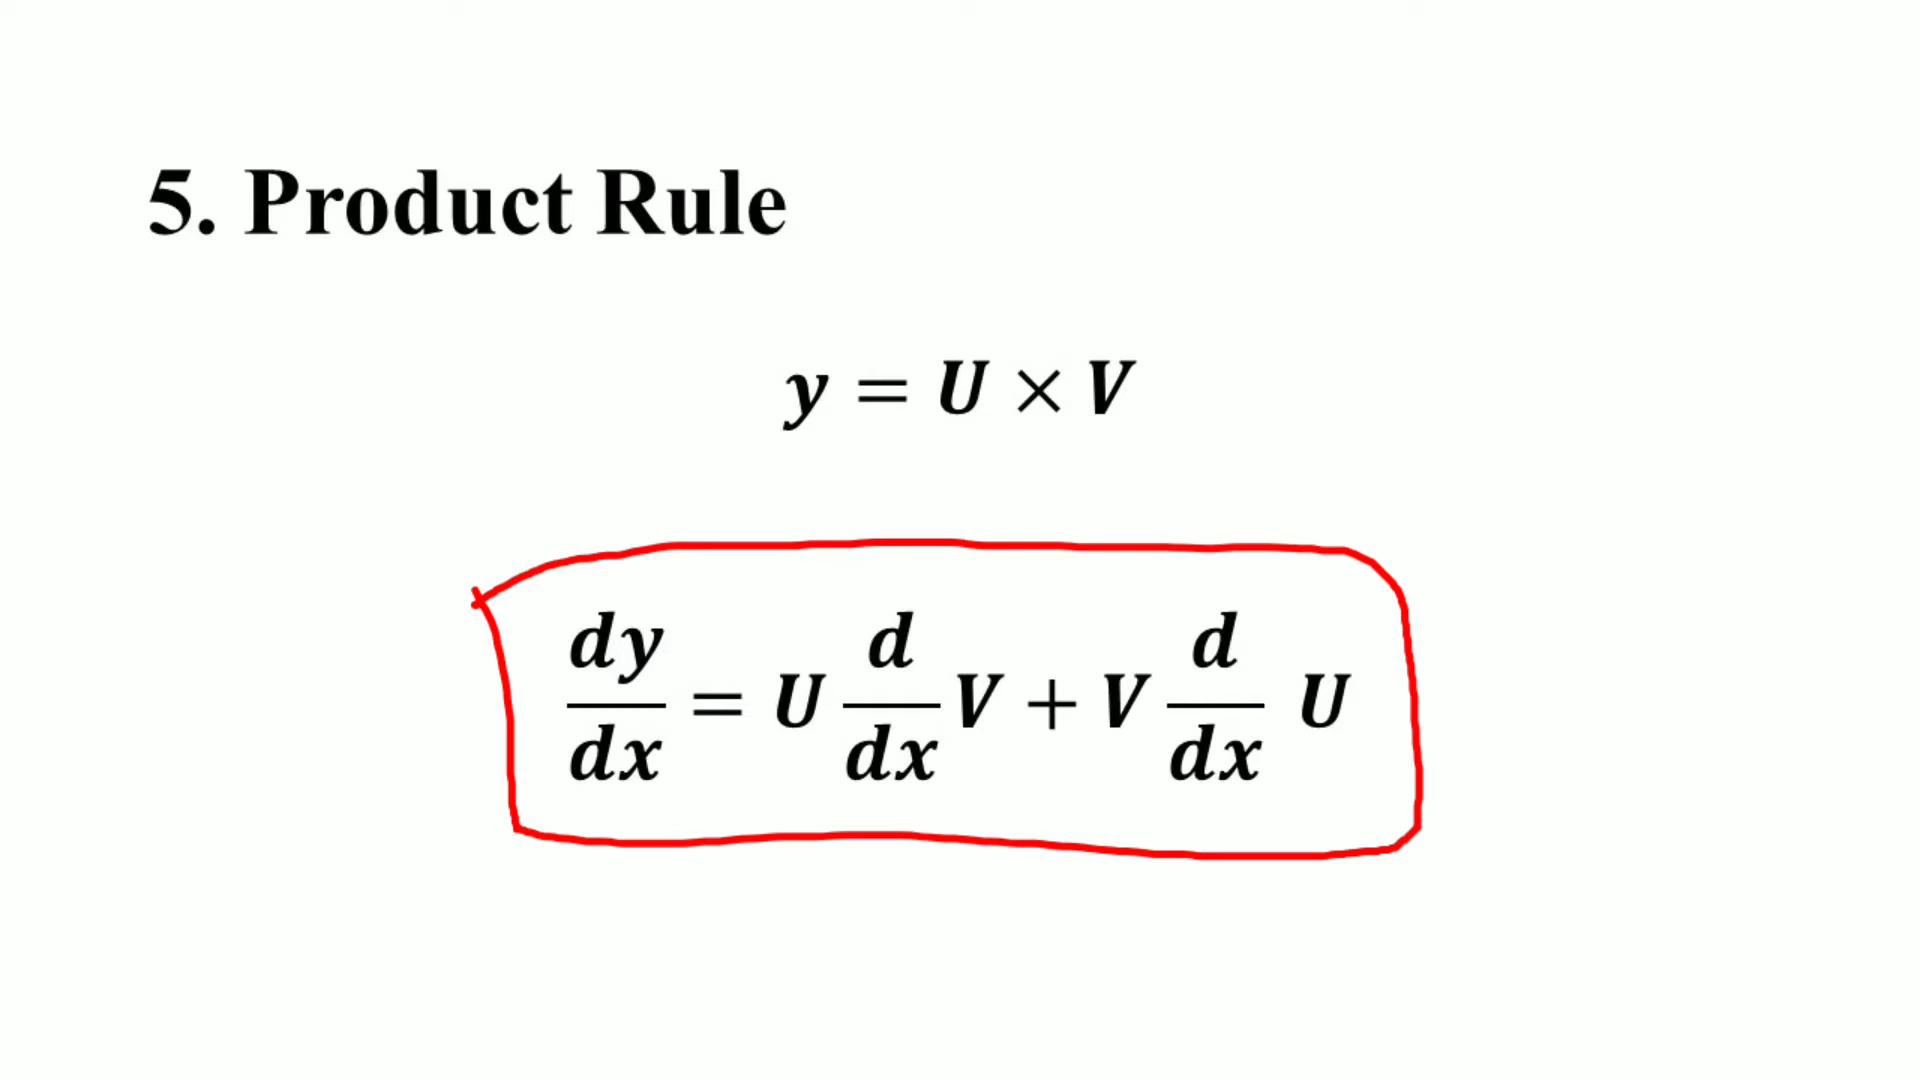 5. Product Rule
y = U × V
dy/dx = U d/dx V + V d/dx U